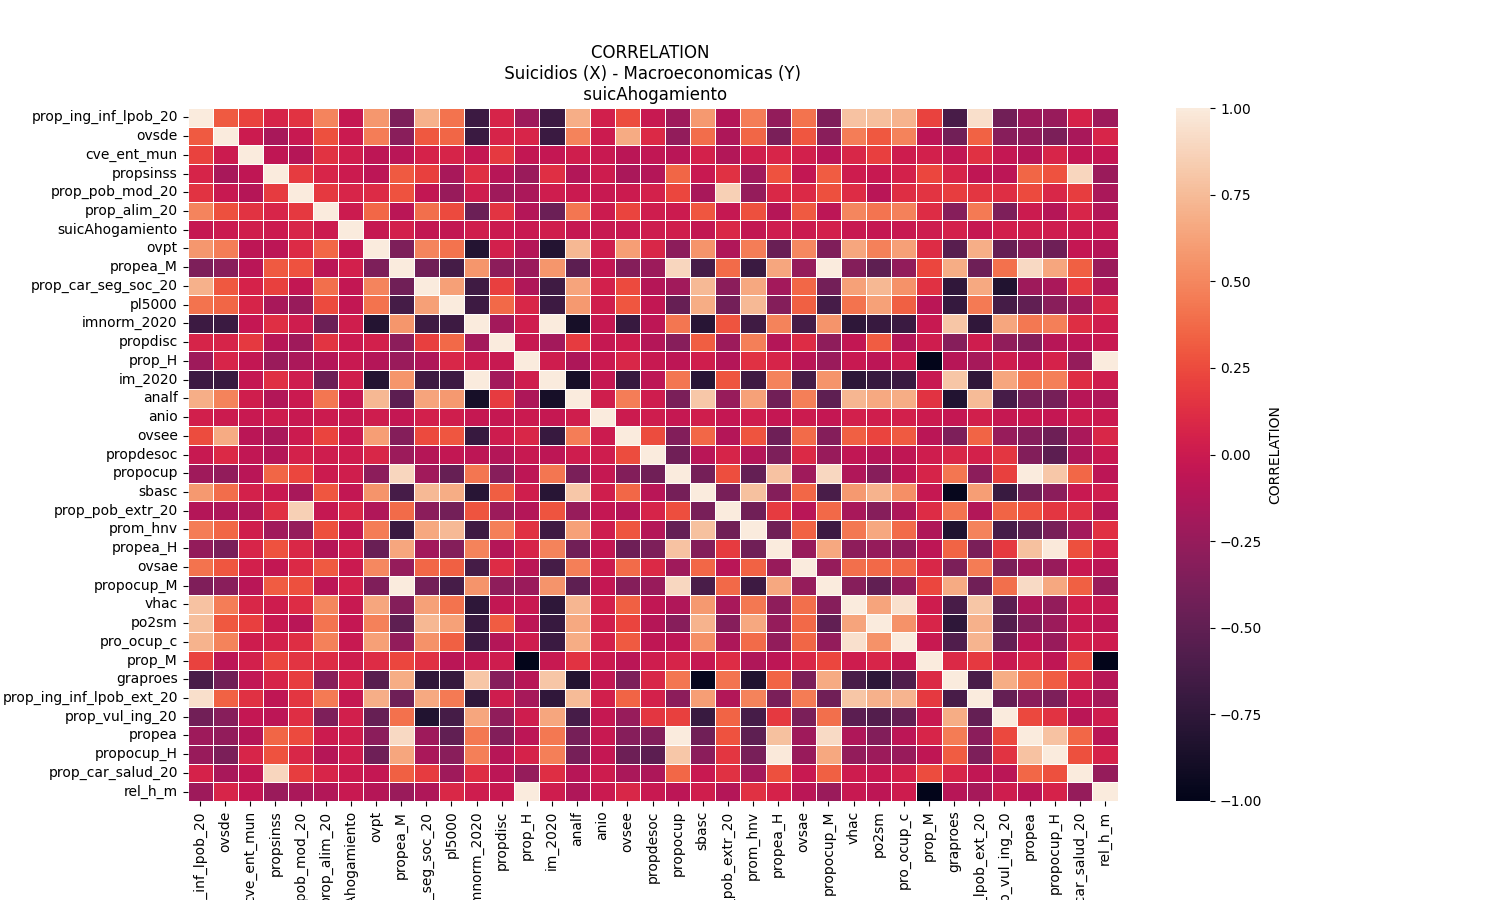 CORRELATION
Suicidios (X) - Macroeconomicas (Y)
suicAhogamiento
prop_ing_inf_lpob_20
ovsde
cve_ent_mun
propsinss
prop_pob_mod_20
prop_alim_20
suicAhogamiento
ovpt
propea_M
prop_car_seg_soc_20
pl5000
imnorm_2020
propdisc
prop_H
im_2020
analf
anio
ovsee
propdesoc
propocup
sbasc
prop_pob_extr_20
prom_hnv
propea_H
ovsae
propocup_M
vhac
po2sm
pro_ocup_c
prop_M
graproes
prop_ing_inf_lpob_ext_20
prop_vul_ing_20
propea
propocup_H
prop_car_salud_20
rel_h_m
_inf_lpob_20
ovsde
cve_ent_mun
propsinss
pob_mod_20
prop_alim_20
Ahogamiento
ovpt
propea_M
_seg_soc_20
pl5000
mnorm_2020
propdisc
prop_H
im_2020
analf
anio
ovsee
propdesoc
propocup
sbasc
pob_extr_20
prom_hnv
propea_H
ovsae
propocup_M
vhac
po2sm
pro_ocup_c
prop_M
graproes
lpob_ext_20
p_vul_ing_20
propea
propocup_H
car_salud_20
rel_h_m
1.00
0.75
0.50
0.25
0.00
−0.25
−0.50
−0.75
−1.00
CORRELATION